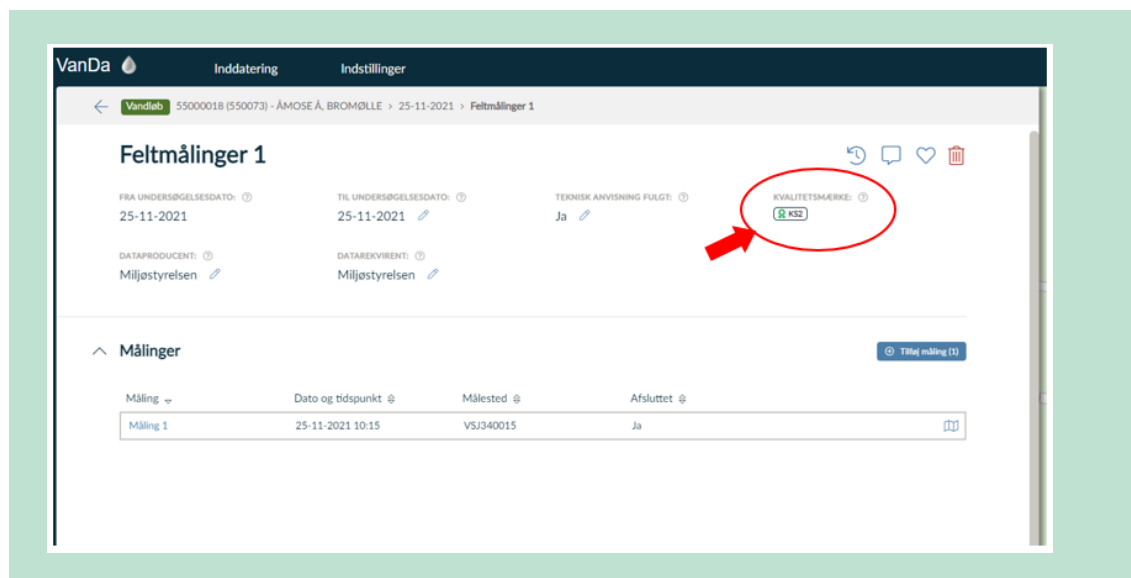 VanDa Inddatering Indstillinger
Vandløb 55000018 (550073) - ÅMOSE Å, BROMØLLE > 25-11-2021 > Feltmålinger 1
Feltmålinger 1
FRA UNDERSØGELSESDATO: TIL UNDERSØGELSESDATO: TEKNISK ANVISNING FULGT: KVALITETSMÆRKE:
25-11-2021 25-11-2021 Ja KS2
DATAPRODUCENT: DATAREKVIRENT:
Miljøstyrelsen Miljøstyrelsen
Målinger Tilføj måling (1)
Måling Dato og tidspunkt Målested Afsluttet
Måling 1 25-11-2021 10:15 VSJ340015 Ja